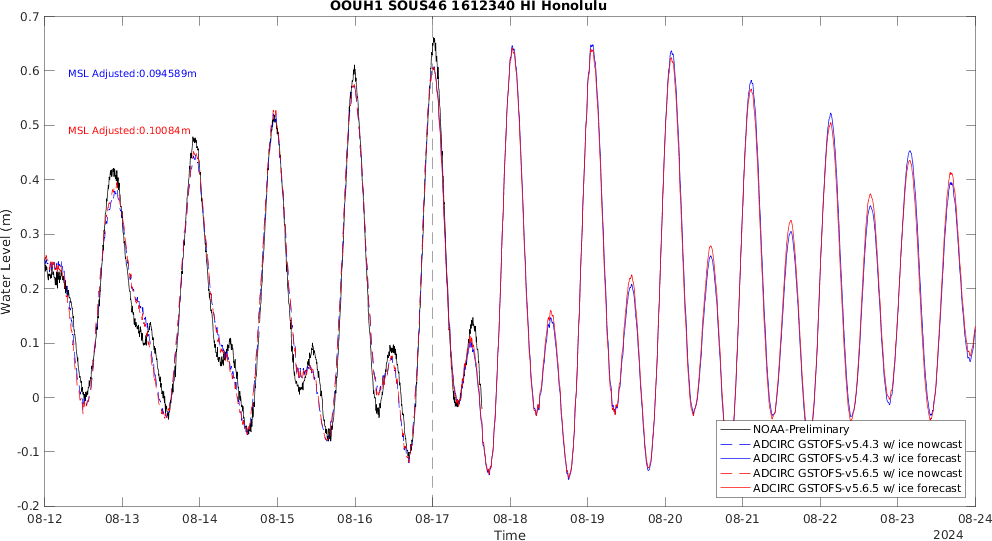 OOUH1 SOUS46 1612340 HI Honolulu
0.7
0.6
0.5
0.4
0.3
0.2
0.1
0
-0.1
-0.2
Water Level (m)
MSL Adjusted:0.094589m
MSL Adjusted:0.10084m
NOAA-Preliminary
ADCIRC GSTOFS-v5.4.3 w/ ice nowcast
ADCIRC GSTOFS-v5.4.3 w/ ice forecast
ADCIRC GSTOFS-v5.6.5 w/ ice nowcast
ADCIRC GSTOFS-v5.6.5 w/ ice forecast
08-12 08-13 08-14 08-15 08-16 08-17 08-18 08-19 08-20 08-21 08-22 08-23 08-24
Time
2024